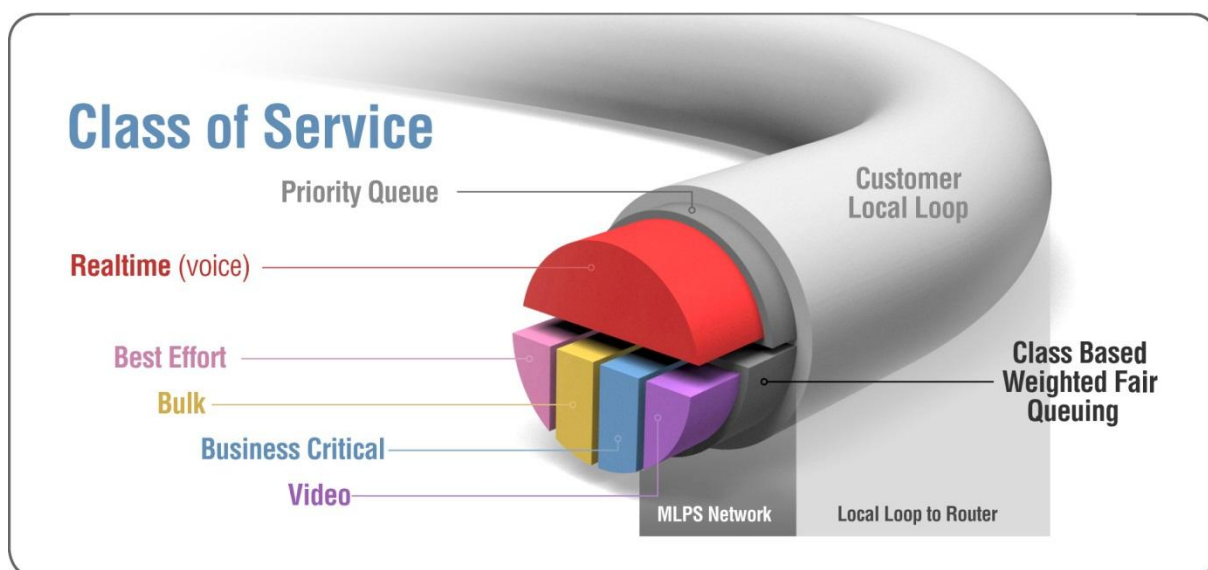 Class of Service
Priority Queue
Customer
Local Loop
Realtime (voice)
Best Effort
Class Based
Weighted Fair
Queuing
Bulk
Business Critical
Video
MLPS Network
Local Loop to Router